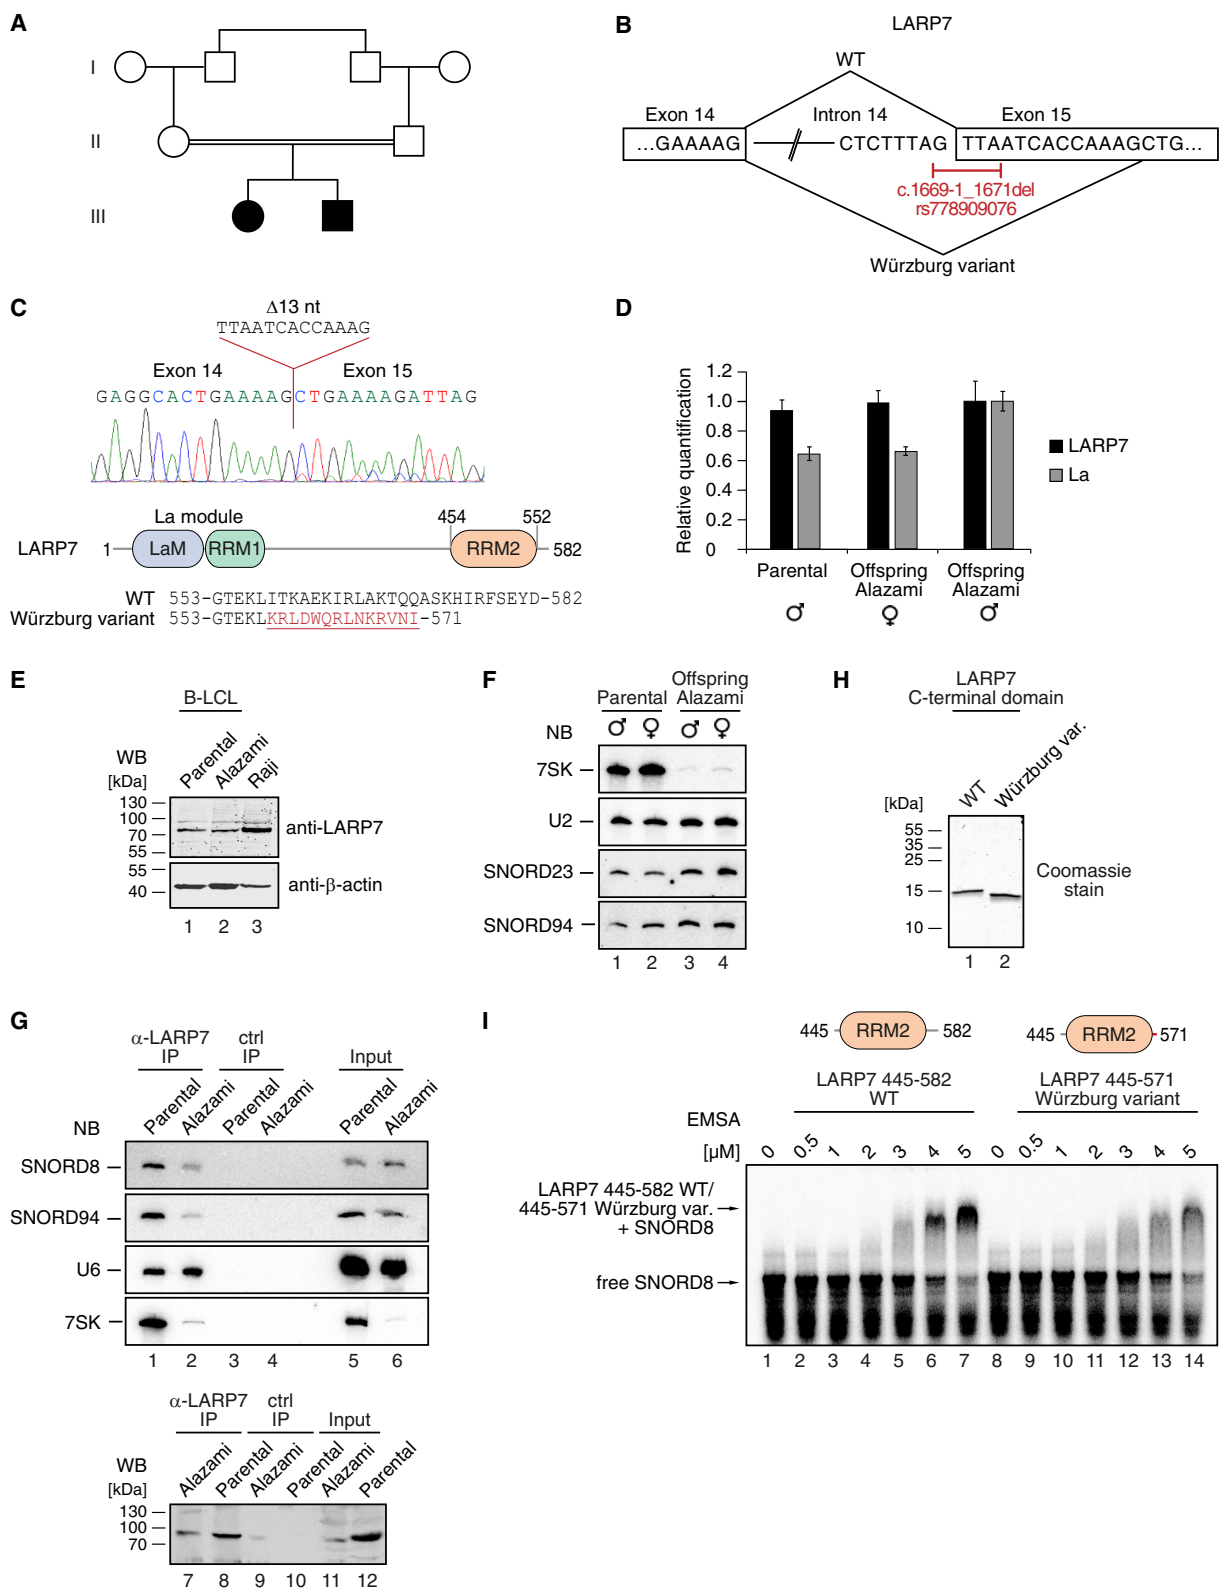 A
I
II
III
B
LARP7
WT
Exon 14
Intron 14
Exon 15
...GAAAAG
CTCTTTAG
TTAATCACCAAAGCTG...
c.1669-1_1671del
rs778909076
Würzburg variant
C
Δ13 nt
TTAATCACCAAAG
Exon 14
Exon 15
GAGGCACTGAAAAGCTGAAAAGATTAG
La module
454
552
LARP7
1
LaM
RRM1
RRM2
582
WT 553-GTEKLITKAEKIRLAKTQQASKHIRFSEYD-582
Würzburg variant 553-GTEKLKRLDWQRLNKRVNI-571
D
Relative quantification
1.2
1.0
0.8
0.6
0.4
0.2
0
LARP7
La
Parental
♂
Offspring
Alazami
♀
Offspring
Alazami
♂
E
B-LCL
WB
[kDa]
Parental
Alazami
Raji
130
100
70
55
anti-LARP7
55
40
anti-β-actin
1 2 3
F
Parental
Offspring
Alazami
NB
♂ ♀ ♂ ♀
7SK
U2
SNORD23
SNORD94
1 2 3 4
H
LARP7
C-terminal domain
WT
Würzburg var.
[kDa]
55
35
25
15
10
Coomassie
stain
1 2
G
α-LARP7
IP
ctrl
IP
Input
NB
Parental
Alazami
Parental
Alazami
Parental
Alazami
SNORD8
SNORD94
U6
7SK
1 2 3 4 5 6
α-LARP7
IP
ctrl
IP
Input
WB
[kDa]
Alazami
Parental
Alazami
Parental
Alazami
Parental
130
100
70
7 8 9 10 11 12
I
445 RRM2 582
445 RRM2 571
LARP7 445-582
WT
LARP7 445-571
Würzburg variant
EMSA
[µM] 0 0.5 1 2 3 4 5 0 0.5 1 2 3 4 5
LARP7 445-582 WT/
445-571 Würzburg var.
+ SNORD8
free SNORD8
1 2 3 4 5 6 7 8 9 10 11 12 13 14